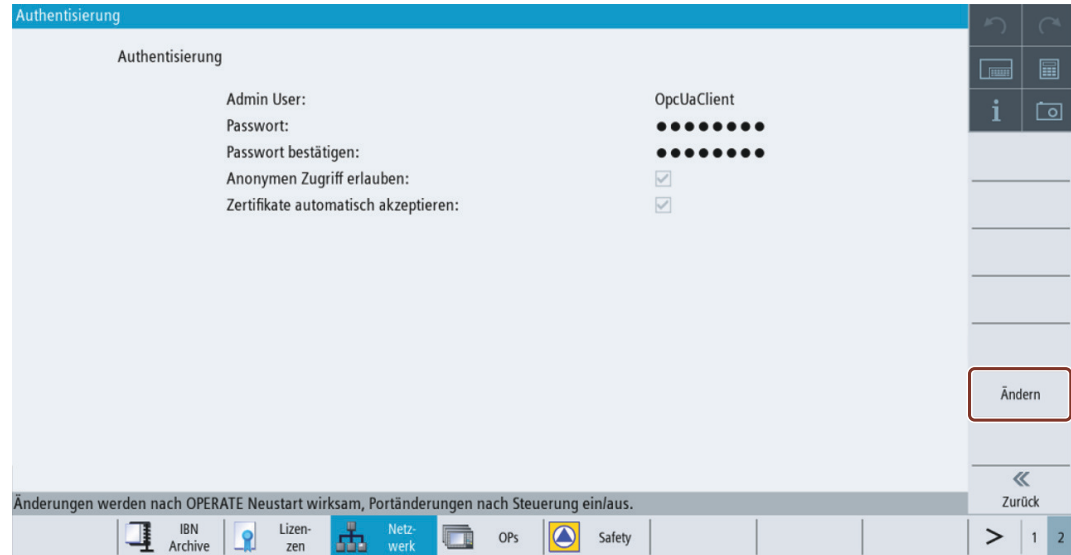 Authentisierung
Authentisierung
Admin User: OpcUaClient
Passwort: ●●●●●●●●
Passwort bestätigen: ●●●●●●●●
Anonymen Zugriff erlauben:
Zertifikate automatisch akzeptieren:
Ändern
Zurück
Änderungen werden nach OPERATE Neustart wirksam, Portänderungen nach Steuerung ein/aus.
IBN Archive
Lizen-
zen
Netz-
werk
OPs
Safety
> 1 2